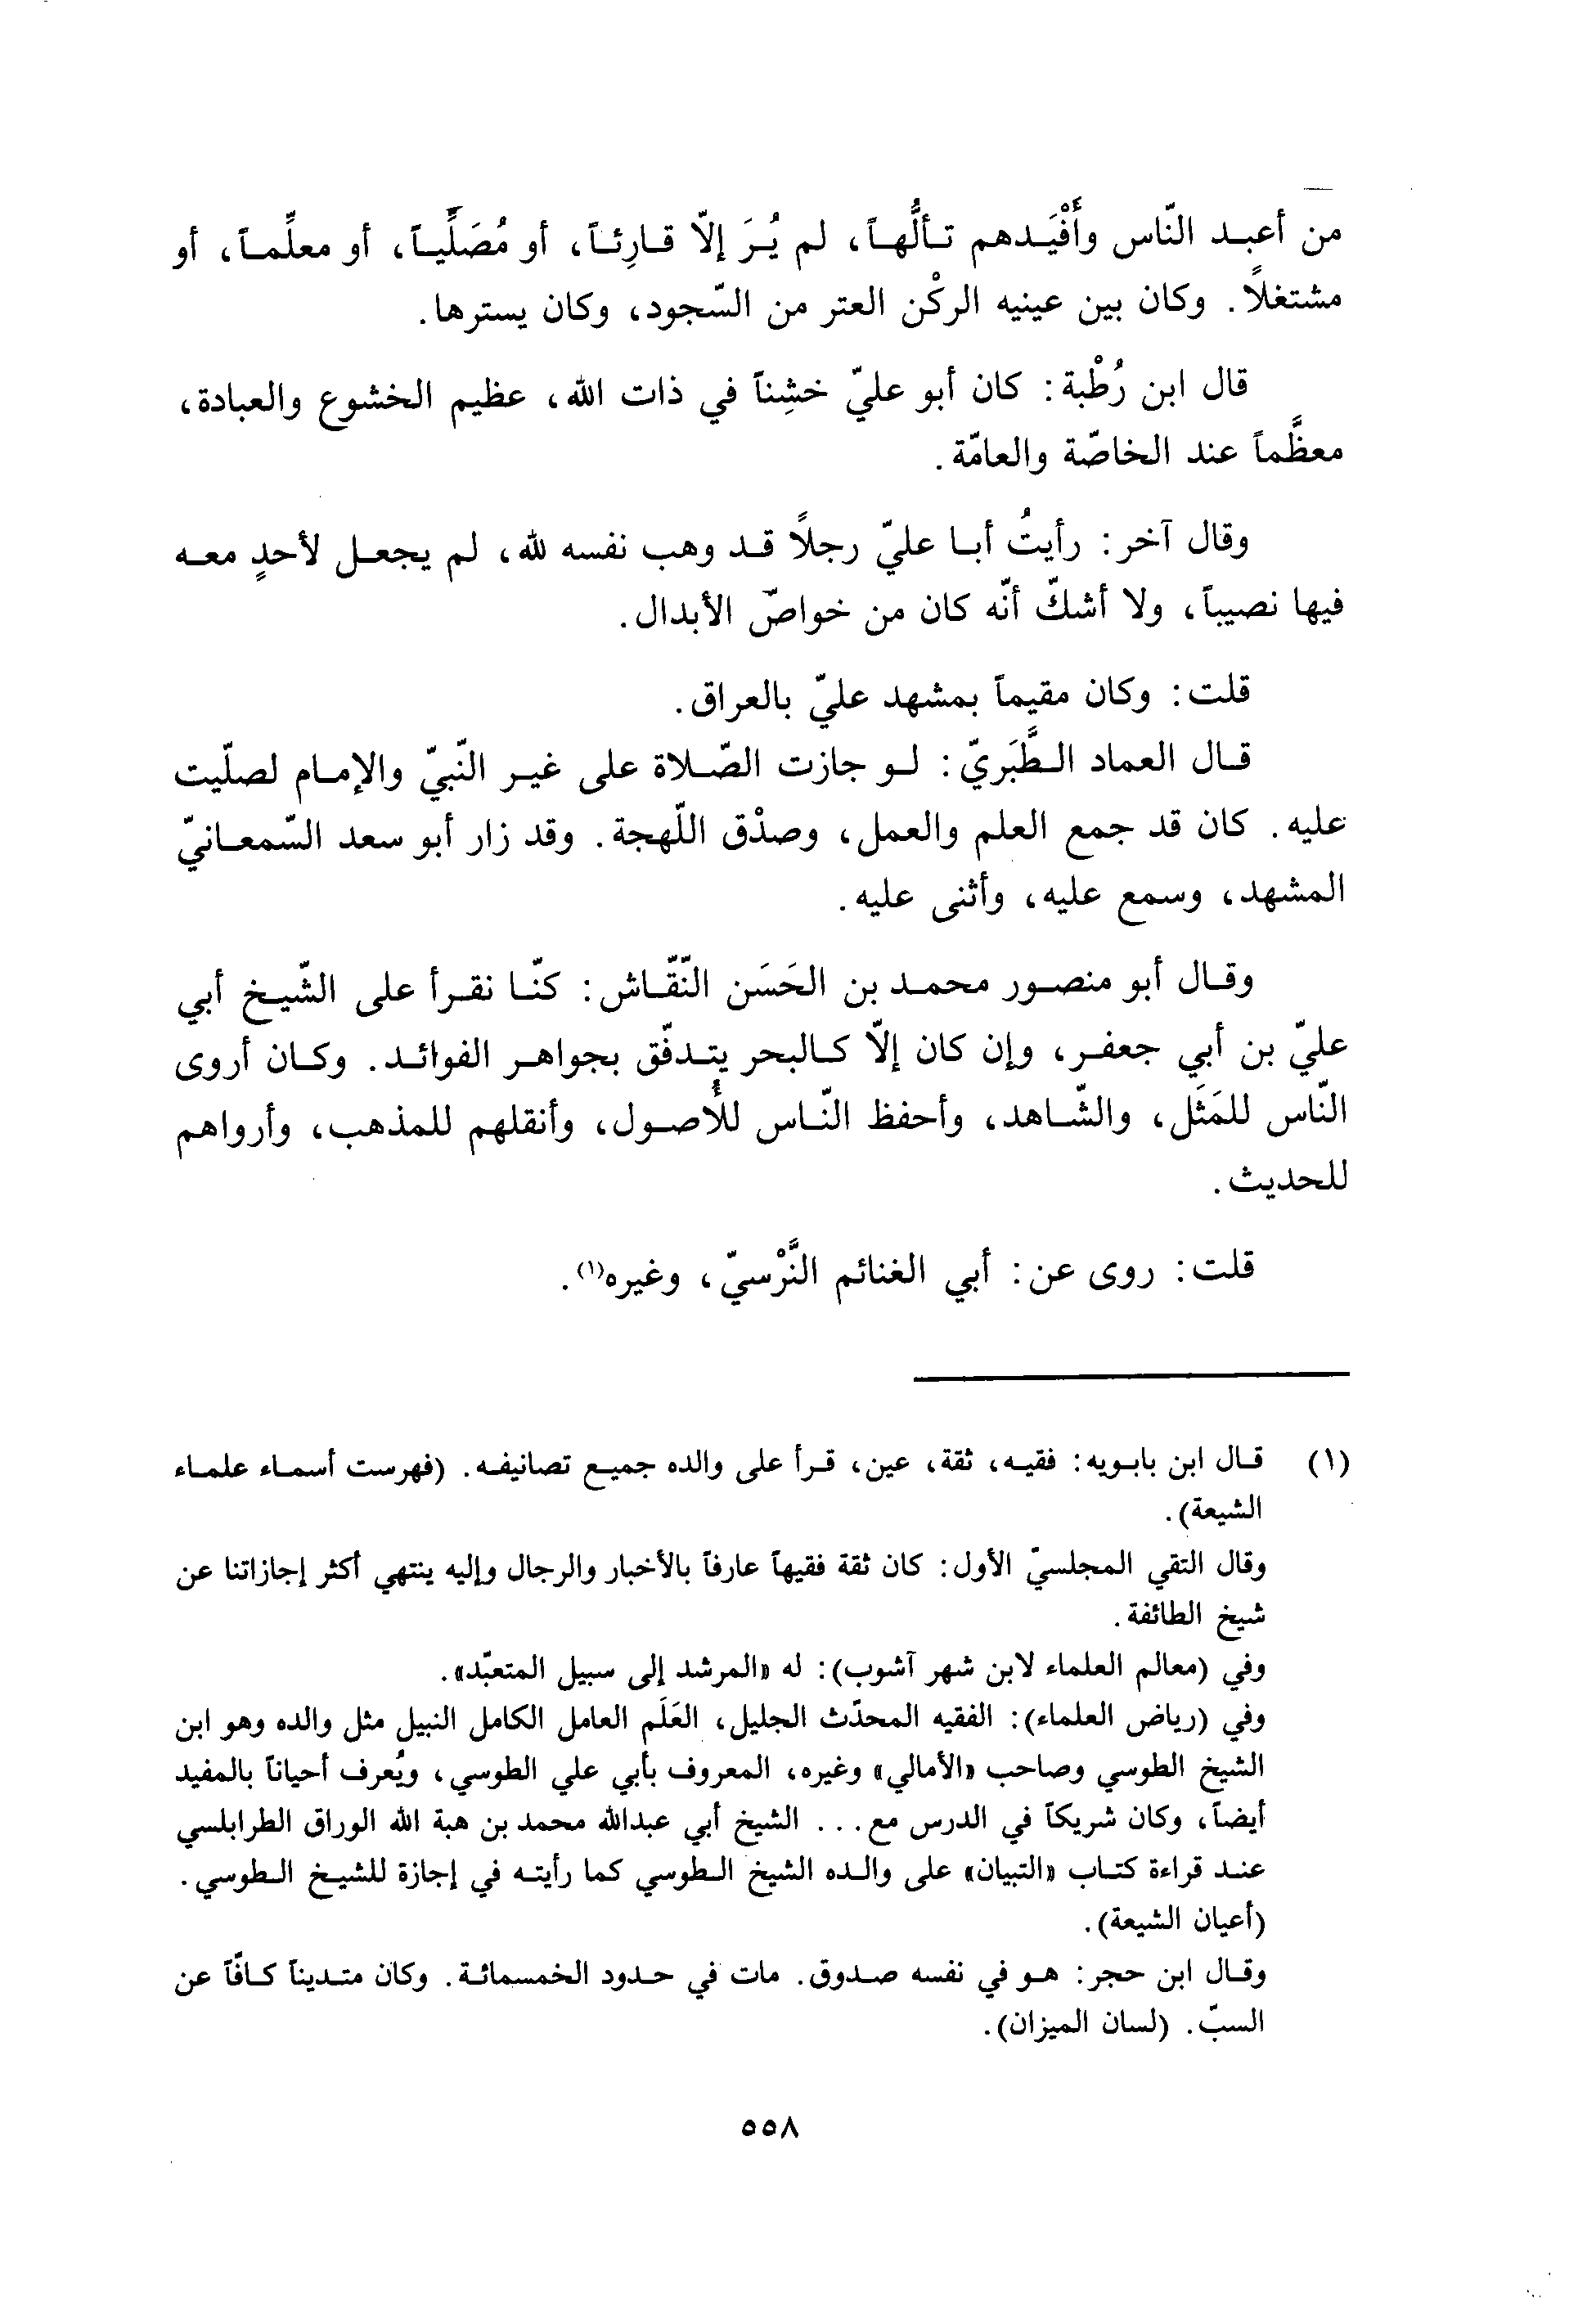 من أعبد النّاس وأَفْيَدهم تألُّهاً، لم يُرَ إلّا قارِئاً، أو مُصَلِّياً، أو معلِّماً، أو
مشتغلاً. وكان بين عينيه الركْن العتر من السّجود، وكان يسترها.
قال ابن رُطْبة: كان أبو عليّ خشِناً في ذات الله، عظيم الخشوع والعبادة،
معظَّماً عند الخاصّة والعامّة.
وقال آخر: رأيتُ أبا عليّ رجلاً قد وهب نفسه لله، لم يجعل لأحدٍ معه
فيها نصيباً، ولا أشكّ أنّه كان من خواصّ الأبدال.
قلت: وكان مقيماً بمشهد عليّ بالعراق.
قال العماد الطَّبَريّ: لو جازت الصّلاة على غير النّبيّ والإمام لصلّيت
عليه. كان قد جمع العلم والعمل، وصدْق اللّهجة. وقد زار أبو سعد السّمعانيّ
المشهد، وسمع عليه، وأثنى عليه.
وقال أبو منصور محمد بن الحَسَن النّقّاش: كنّا نقرأ على الشّيخ أبي
عليّ بن أبي جعفر، وإن كان إلّا كالبحر يتدفّق بجواهر الفوائد. وكان أروى
النّاس للمَثَل، والشّاهد، وأحفظ النّاس للأُصول، وأنقلهم للمذهب، وأرواهم
للحديث.
قلت: روى عن: أبي الغنائم النَّرْسيّ، وغيره(١).
(١) قال ابن بابويه: فقيه، ثقة، عين، قرأ على والده جميع تصانيفه. (فهرست أسماء علماء
الشيعة).
وقال التقي المجلسيّ الأول: كان ثقة فقيهاً عارفاً بالأخبار والرجال وإليه ينتهي أكثر إجازاتنا عن
شيخ الطائفة.
وفي (معالم العلماء لابن شهر آشوب): له «المرشد إلى سبيل المتعبّد».
وفي (رياض العلماء): الفقيه المحدّث الجليل، العَلَم العامل الكامل النبيل مثل والده وهو ابن
الشيخ الطوسي وصاحب «الأمالي» وغيره، المعروف بأبي علي الطوسي، ويُعرف أحياناً بالمفيد
أيضاً، وكان شريكاً في الدرس مع... الشيخ أبي عبدالله محمد بن هبة الله الوراق الطرابلسي
عند قراءة كتاب «التبيان» على والده الشيخ الطوسي كما رأيته في إجازة للشيخ الطوسي.
(أعيان الشيعة).
وقال ابن حجر: هو في نفسه صدوق. مات في حدود الخمسمائة. وكان متديناً كافّاً عن
السبّ. (لسان الميزان).
٥٥٨